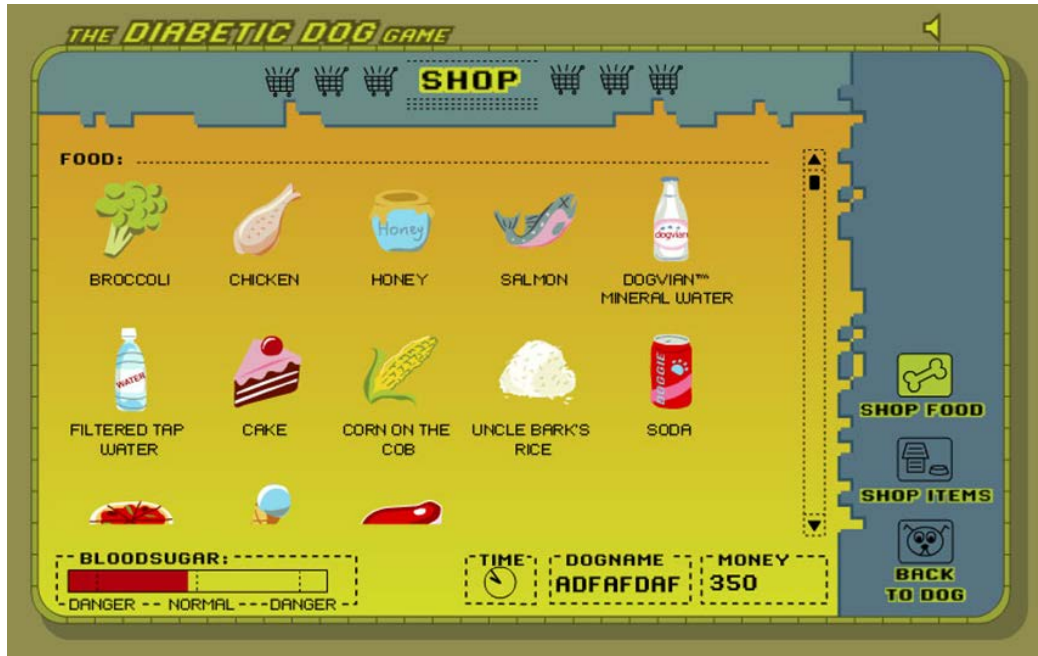 THE DIABETIC DOG GAME
SHOP
FOOD:
BROCCOLI
CHICKEN
Honey
HONEY
SALMON
dogvian
DOGVIAN™
MINERAL WATER
WATER
FILTERED TAP
WATER
CAKE
CORN ON THE
COB
UNCLE BARK'S
RICE
DOGGIE
SODA
SHOP FOOD
SHOP ITEMS
BACK
TO DOG
BLOODSUGAR:
DANGER -- NORMAL --- DANGER
TIME
DOGNAME
ADFAFDAF
MONEY
350